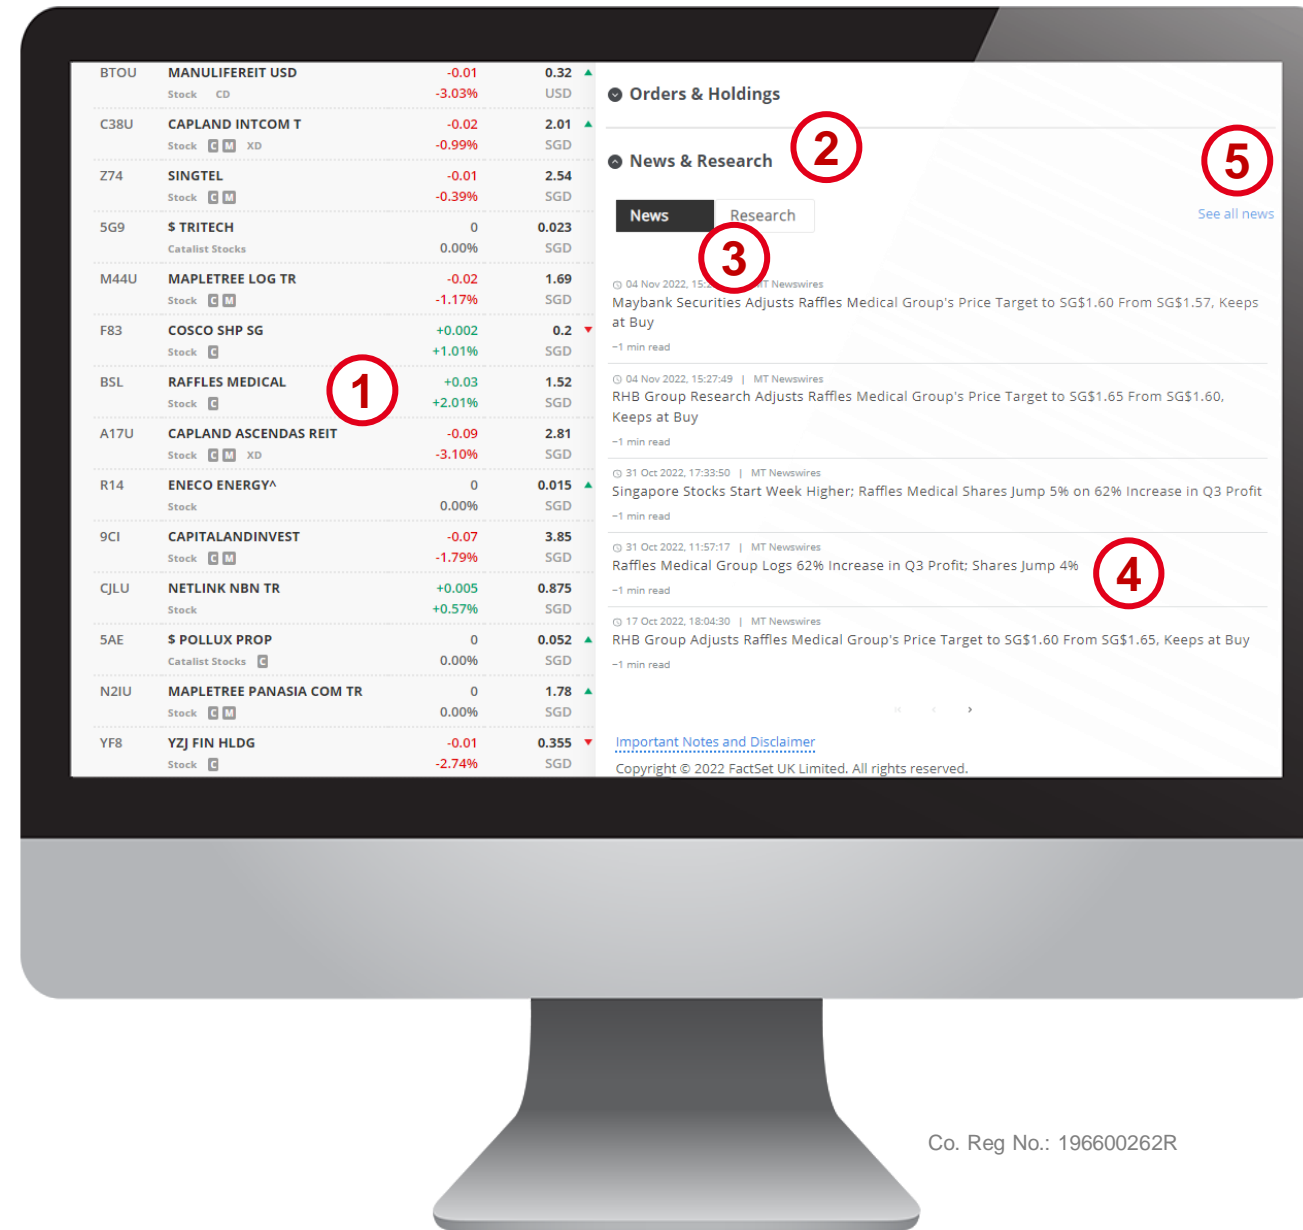 BTOU MANULIFEREIT USD -0.01 0.32
Stock CD -3.03% USD
C38U CAPLAND INTCOM T -0.02 2.01
Stock C M XD -0.99% SGD
Z74 SINGTEL -0.01 2.54
Stock C M -0.39% SGD
5G9 $ TRITECH 0 0.023
Catalist Stocks 0.00% SGD
M44U MAPLETREE LOG TR -0.02 1.69
Stock C M -1.17% SGD
F83 COSCO SHP SG +0.002 0.2
Stock C +1.01% SGD
BSL RAFFLES MEDICAL +0.03 1.52
Stock C +2.01% SGD
1
A17U CAPLAND ASCENDAS REIT -0.09 2.81
Stock C M XD -3.10% SGD
R14 ENECO ENERGY^ 0 0.015
Stock 0.00% SGD
9CI CAPITALANDINVEST -0.07 3.85
Stock C M -1.79% SGD
CJLU NETLINK NBN TR +0.005 0.875
Stock +0.57% SGD
5AE $ POLLUX PROP 0 0.052
Catalist Stocks C 0.00% SGD
N2IU MAPLETREE PANASIA COM TR 0 1.78
Stock C M 0.00% SGD
YF8 YZJ FIN HLDG -0.01 0.355
Stock C -2.74% SGD
Orders & Holdings
2
News & Research
5
News Research
See all news
3
04 Nov 2022, 15:2 MT Newswires
Maybank Securities Adjusts Raffles Medical Group's Price Target to SG$1.60 From SG$1.57, Keeps
at Buy
~1 min read
04 Nov 2022, 15:27:49 | MT Newswires
RHB Group Research Adjusts Raffles Medical Group's Price Target to SG$1.65 From SG$1.60,
Keeps at Buy
~1 min read
31 Oct 2022, 17:33:50 | MT Newswires
Singapore Stocks Start Week Higher; Raffles Medical Shares Jump 5% on 62% Increase in Q3 Profit
~1 min read
31 Oct 2022, 11:57:17 | MT Newswires
Raffles Medical Group Logs 62% Increase in Q3 Profit; Shares Jump 4%
4
~1 min read
17 Oct 2022, 18:04:30 | MT Newswires
RHB Group Adjusts Raffles Medical Group's Price Target to SG$1.60 From SG$1.65, Keeps at Buy
~1 min read
Important Notes and Disclaimer
Copyright © 2022 FactSet UK Limited. All rights reserved.
Co. Reg No.: 196600262R